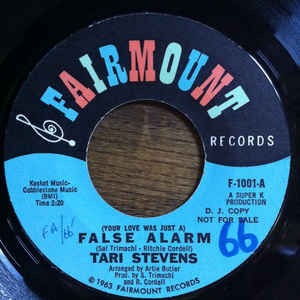 FAIRMOUNT
RECORDS
Kaskat Music-
Cobblestone Music
(BMI)
Time 2:20
F-1001-A
A SUPER K
PRODUCTION
D. J. COPY
NOT FOR SALE
66
(YOUR LOVE WAS JUST A)
FALSE ALARM
(Sal Trimachi - Ritchie Cordell)
TARI STEVENS
Arranged by Artie Butler
Prod. by S. Trimachi
and R. Cordell
© 1963 FAIRMOUNT RECORDS